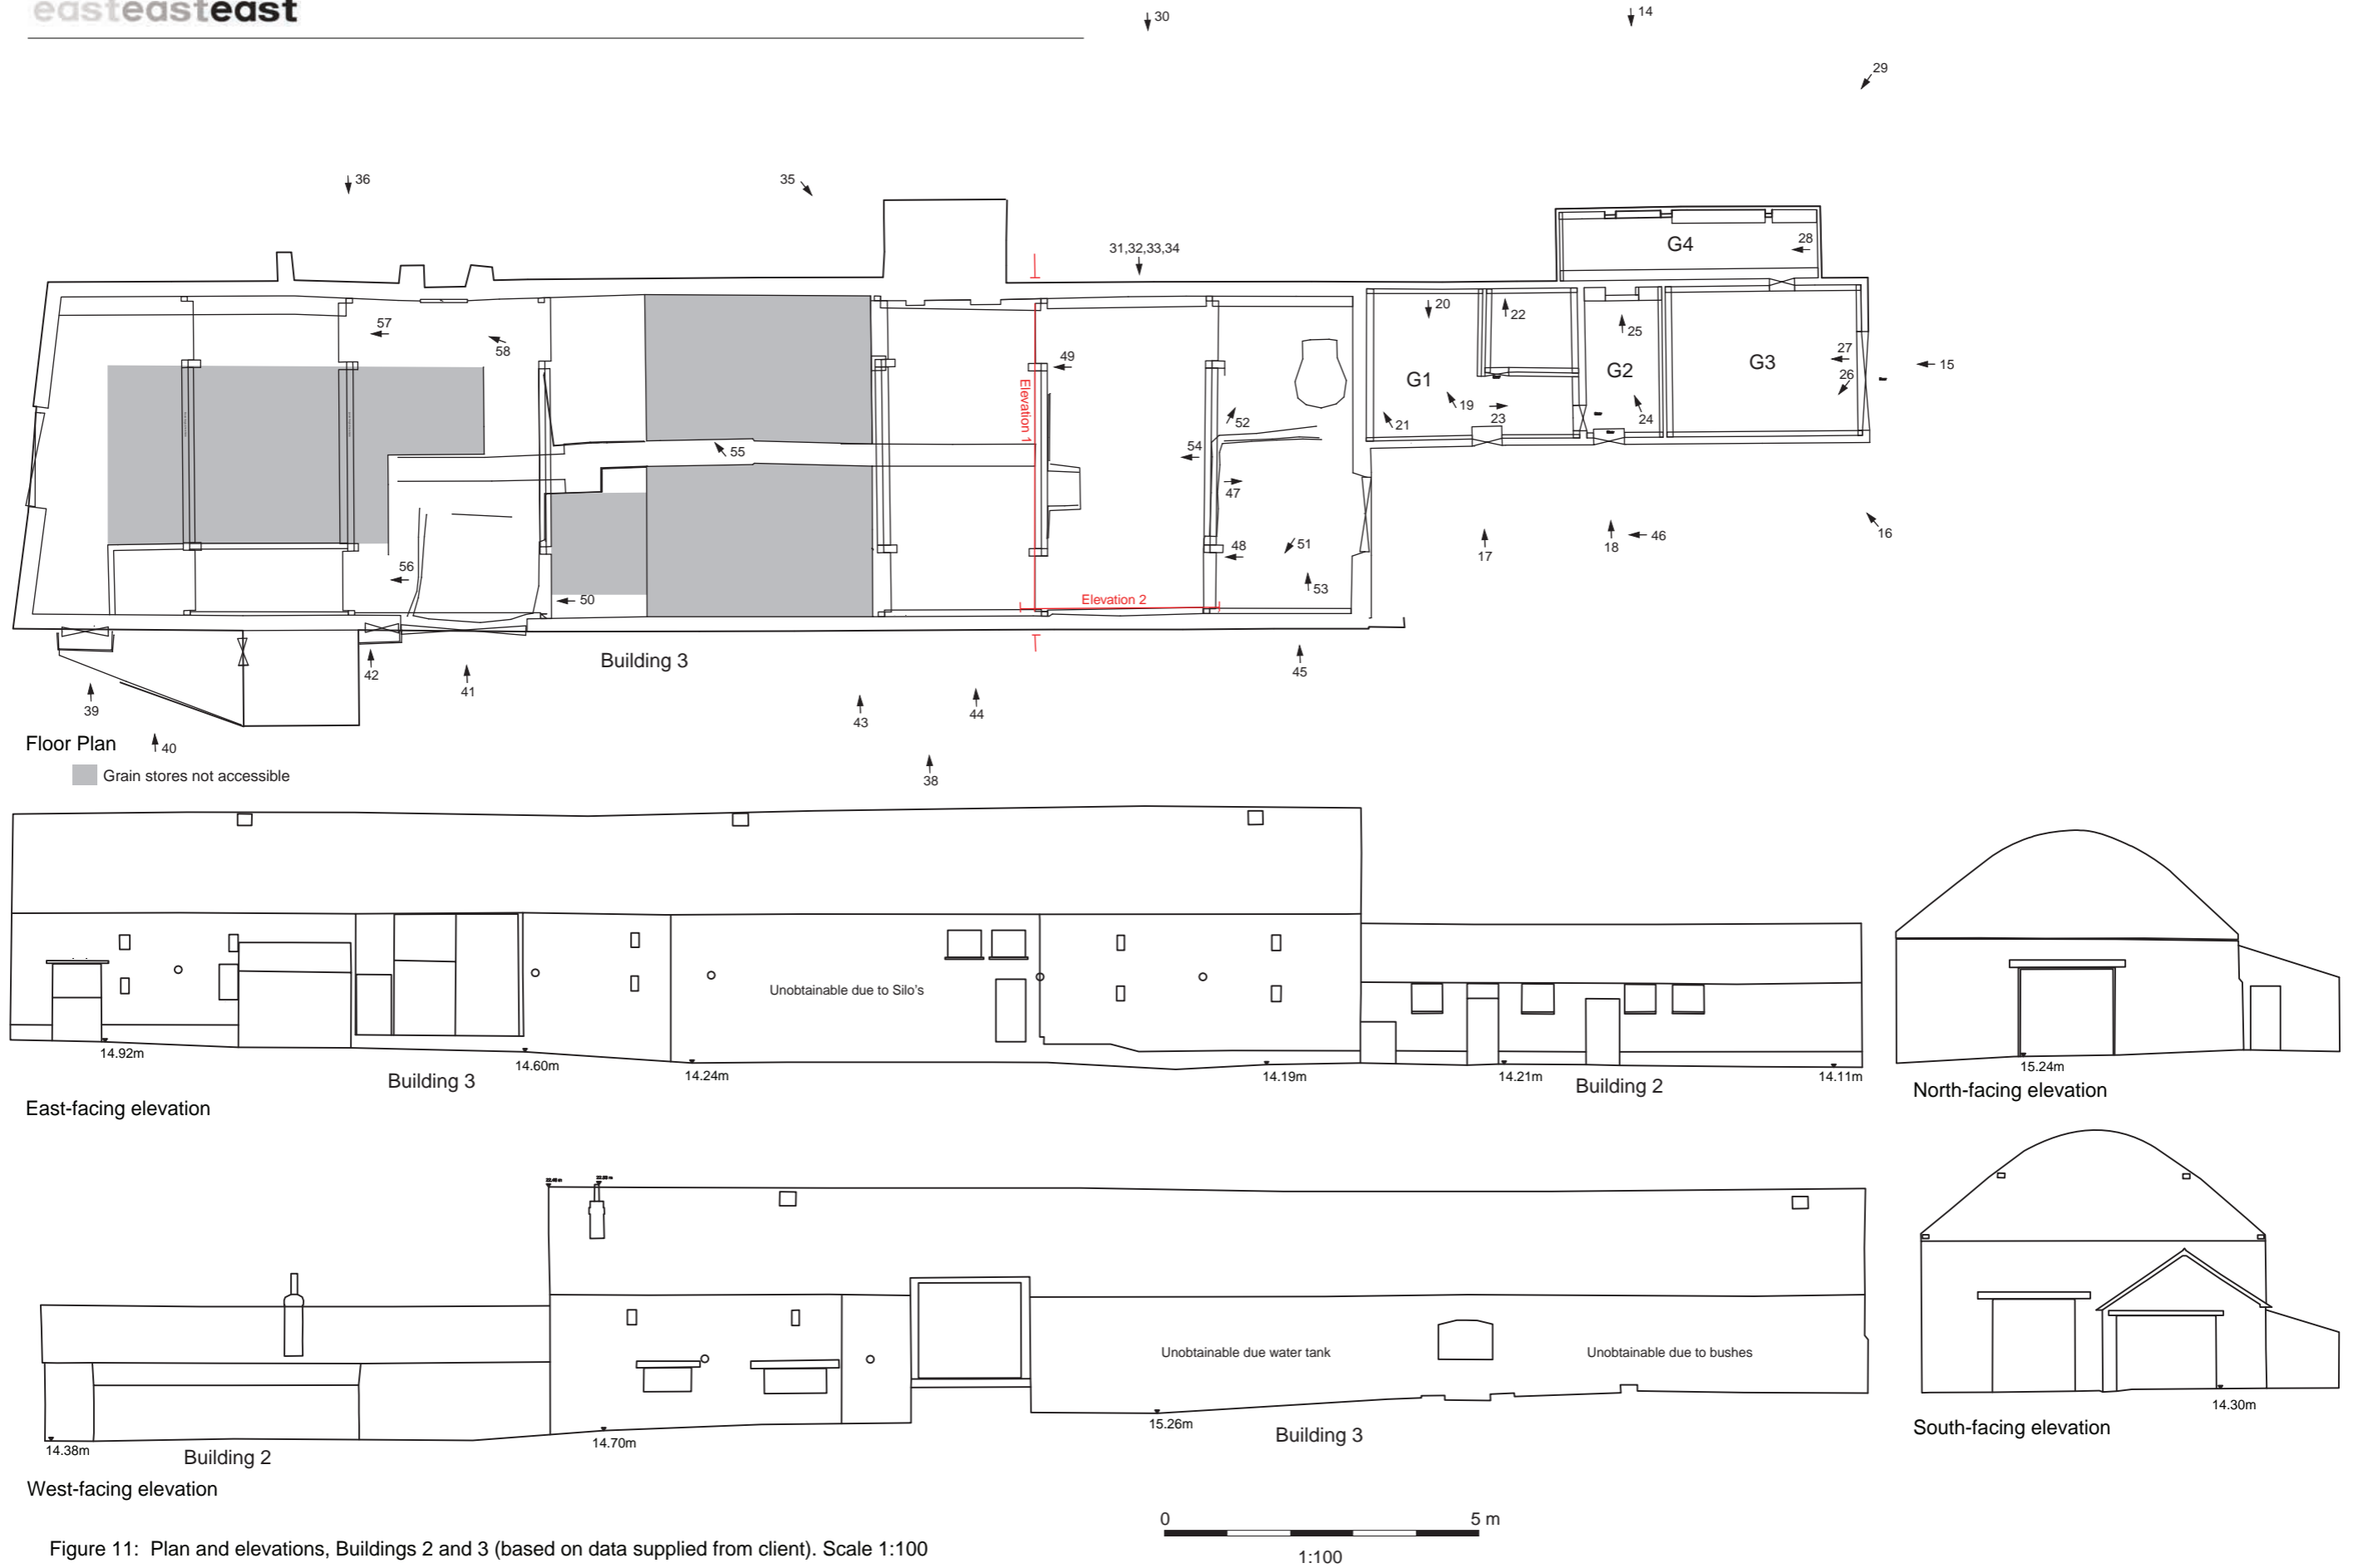 easteasteast
30
14
29
36
35
31,32,33,34
G4
28
57
58
49
20
22
25
27
26
15
G1
G2
G3
Elevation 1
19
23
24
21
52
54
47
55
48
51
53
17
18
46
16
56
50
Elevation 2
42
41
39
Building 3
45
43
44
Floor Plan
40
38
Grain stores not accessible
Unobtainable due to Silo's
14.92m
14.60m
14.24m
14.19m
14.21m
14.11m
15.24m
Building 3
Building 2
East-facing elevation
North-facing elevation
Unobtainable due water tank
Unobtainable due to bushes
14.38m
14.70m
15.26m
14.30m
Building 2
Building 3
West-facing elevation
South-facing elevation
0 5 m
1:100
Figure 11: Plan and elevations, Buildings 2 and 3 (based on data supplied from client). Scale 1:100